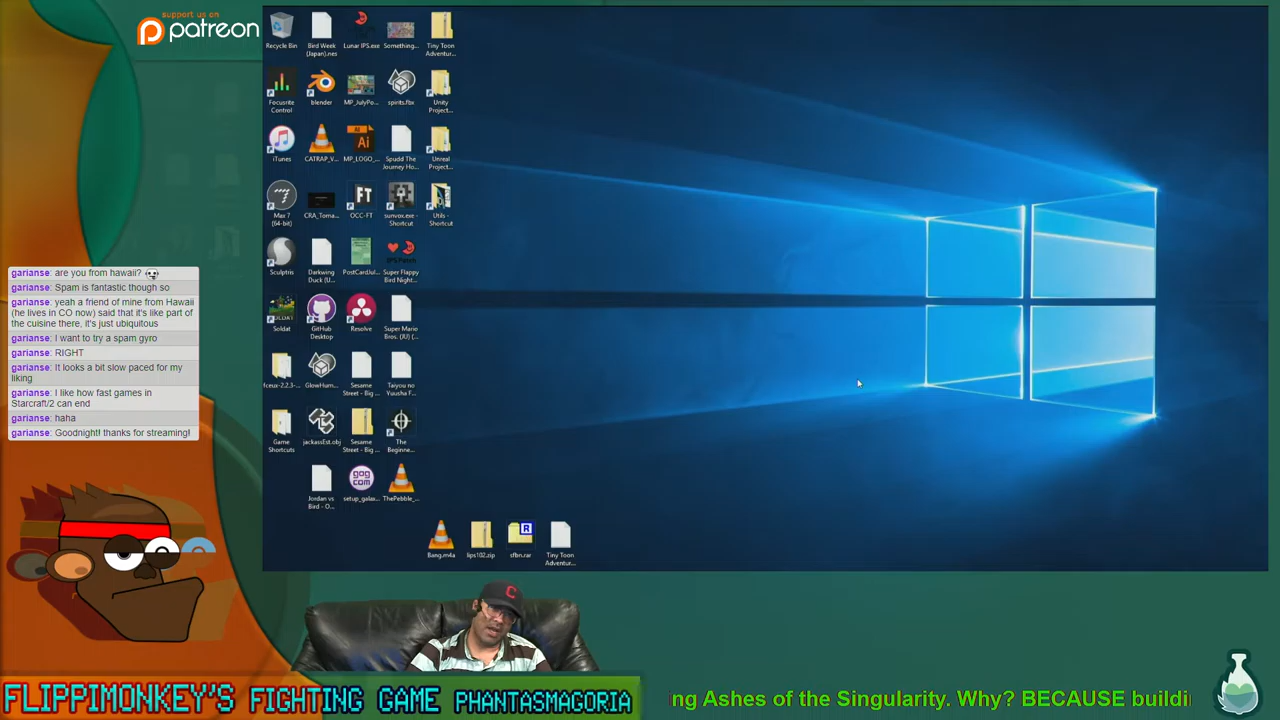 support us on
patreon
Recycle Bin
Bird Week (Japan).nes
Lunar IPS.exe
Something...
Tiny Toon Adventur...
Focusrite Control
blender
MP_JulyPo...
spirits.fbx
Unity Project...
iTunes
CATRAP_V...
Ai
MP_LOGO_...
Spudd The Journey Ho...
Unreal Project...
Max 7 (64-bit)
CRA_Toma...
FT
OCC-FT
sunvox.exe - Shortcut
Utils - Shortcut
Sculptris
Darkwing Duck (U...
PostCardJul...
IPS Patch
Super Flappy Bird Night...
Soldat
GitHub Desktop
Resolve
Super Mario Bros. (JU) (...
fceux-2.2.3-...
GlowHum...
Sesame Street - Big ...
Taiyou no Yuusha F...
Game Shortcuts
jackassEst.obj
Sesame Street - Big ...
The Beginne...
Jordan vs Bird - O...
gog com
setup_galax...
ThePebble_...
Bang.m4a
lips102.zip
R
sfbn.rar
Tiny Toon Adventur...
garianse: are you from hawaii?
garianse: Spam is fantastic though so
garianse: yeah a friend of mine from Hawaii
(he lives in CO now) said that it's like part of
the cuisine there, it's just ubiquitous
garianse: I want to try a spam gyro
garianse: RIGHT
garianse: It looks a bit slow paced for my
liking
garianse: I like how fast games in
Starcraft/2 can end
garianse: haha
garianse: Goodnight! thanks for streaming!
C
FLIPPIMONKEY'S FIGHTING GAME PHANTASMAGORIA
ng Ashes of the Singularity. Why? BECAUSE buildi